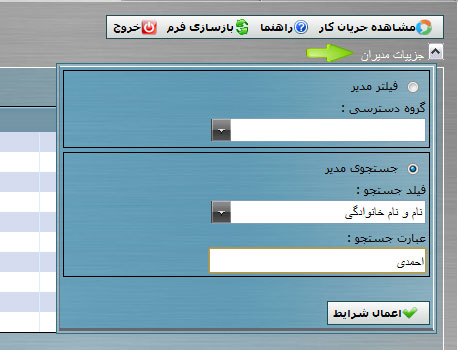 مشاهده جریان کار راهنما بازسازی فرم خروج
جزییات مدیران
فیلتر مدیر
گروه دسترسی :
جستجوی مدیر
فیلد جستجو :
نام و نام خانوادگی
عبارت جستجو :
احمدی
اعمال شرایط